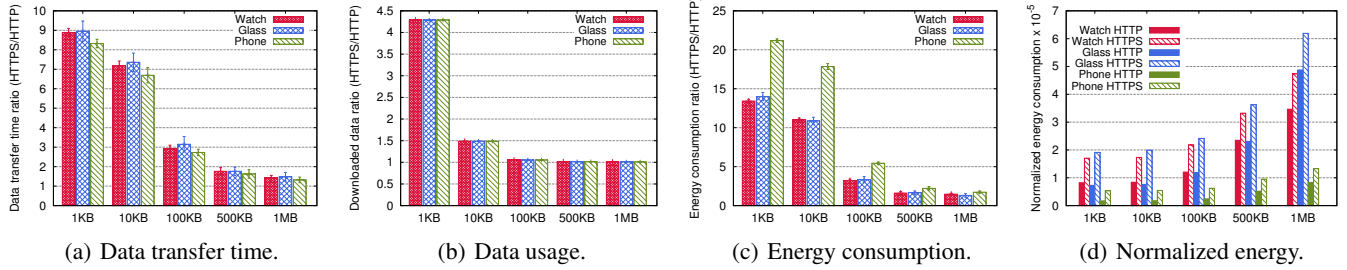 Data transfer time ratio (HTTPS/HTTP)
10
9
8
7
6
5
4
3
2
1
0
Watch
Glass
Phone
1KB 10KB 100KB 500KB 1MB
(a) Data transfer time.
Downloaded data ratio (HTTPS/HTTP)
4.5
4
3.5
3
2.5
2
1.5
1
0.5
0
Watch
Glass
Phone
1KB 10KB 100KB 500KB 1MB
(b) Data usage.
Energy consumption ratio (HTTPS/HTTP)
25
20
15
10
5
0
Watch
Glass
Phone
1KB 10KB 100KB 500KB 1MB
(c) Energy consumption.
Normalized energy consumption x 10^-5
7
6
5
4
3
2
1
0
Watch HTTP
Watch HTTPS
Glass HTTP
Glass HTTPS
Phone HTTP
Phone HTTPS
1KB 10KB 100KB 500KB 1MB
(d) Normalized energy.